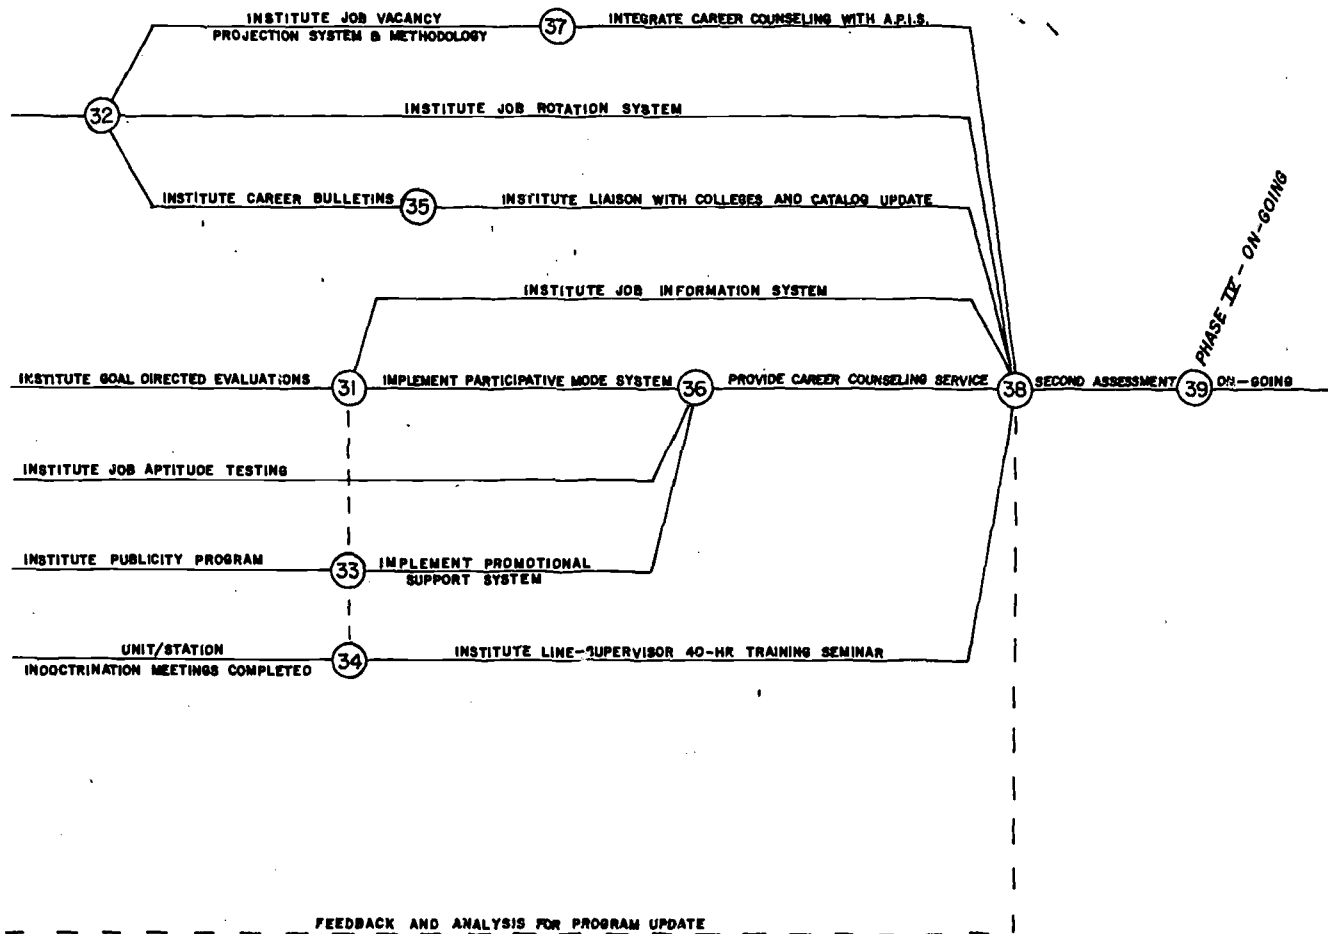 INSTITUTE JOB VACANCY
PROJECTION SYSTEM & METHODOLOGY
37
INTEGRATE CAREER COUNSELING WITH A.P.I.S.
32
INSTITUTE JOB ROTATION SYSTEM
INSTITUTE CAREER BULLETINS
35
INSTITUTE LIAISON WITH COLLEGES AND CATALOG UPDATE
PHASE IV - ON-GOING
INSTITUTE JOB INFORMATION SYSTEM
INSTITUTE GOAL DIRECTED EVALUATIONS
31
IMPLEMENT PARTICIPATIVE MODE SYSTEM
36
PROVIDE CAREER COUNSELING SERVICE
38
SECOND ASSESSMENT
39
ON-GOING
INSTITUTE JOB APTITUDE TESTING
INSTITUTE PUBLICITY PROGRAM
33
IMPLEMENT PROMOTIONAL
SUPPORT SYSTEM
UNIT/STATION
INDOCTRINATION MEETINGS COMPLETED
34
INSTITUTE LINE-SUPERVISOR 40-HR TRAINING SEMINAR
FEEDBACK AND ANALYSIS FOR PROGRAM UPDATE